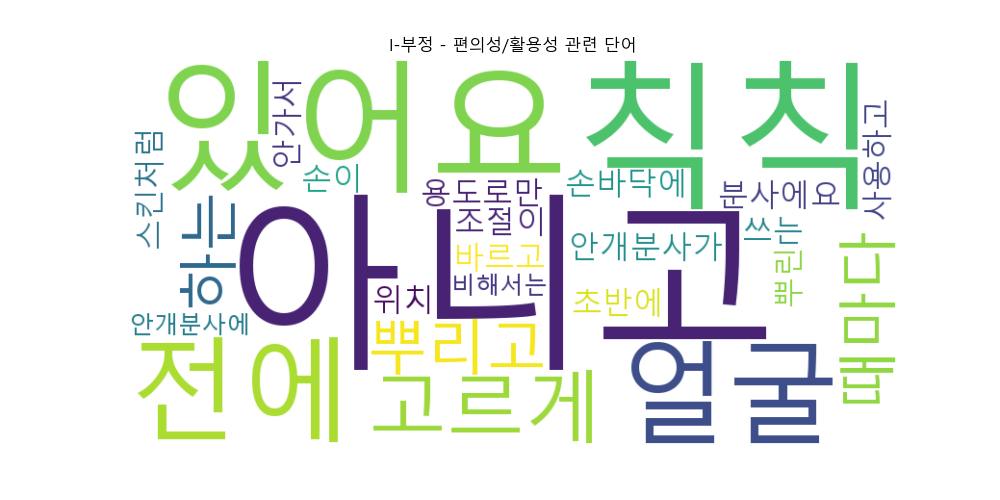 I-부정 - 편의성/활용성 관련 단어
있어요
칙칙
안가서
스킨처럼
손이
용도로만
손바닥에
분사에요
사용하고
하는
아니고
조절이
바르고
비해서는
안개분사가
쓰는
뿌린
때마다
위치
초반에
안개분사에
뿌리고
전에
고르게
얼굴